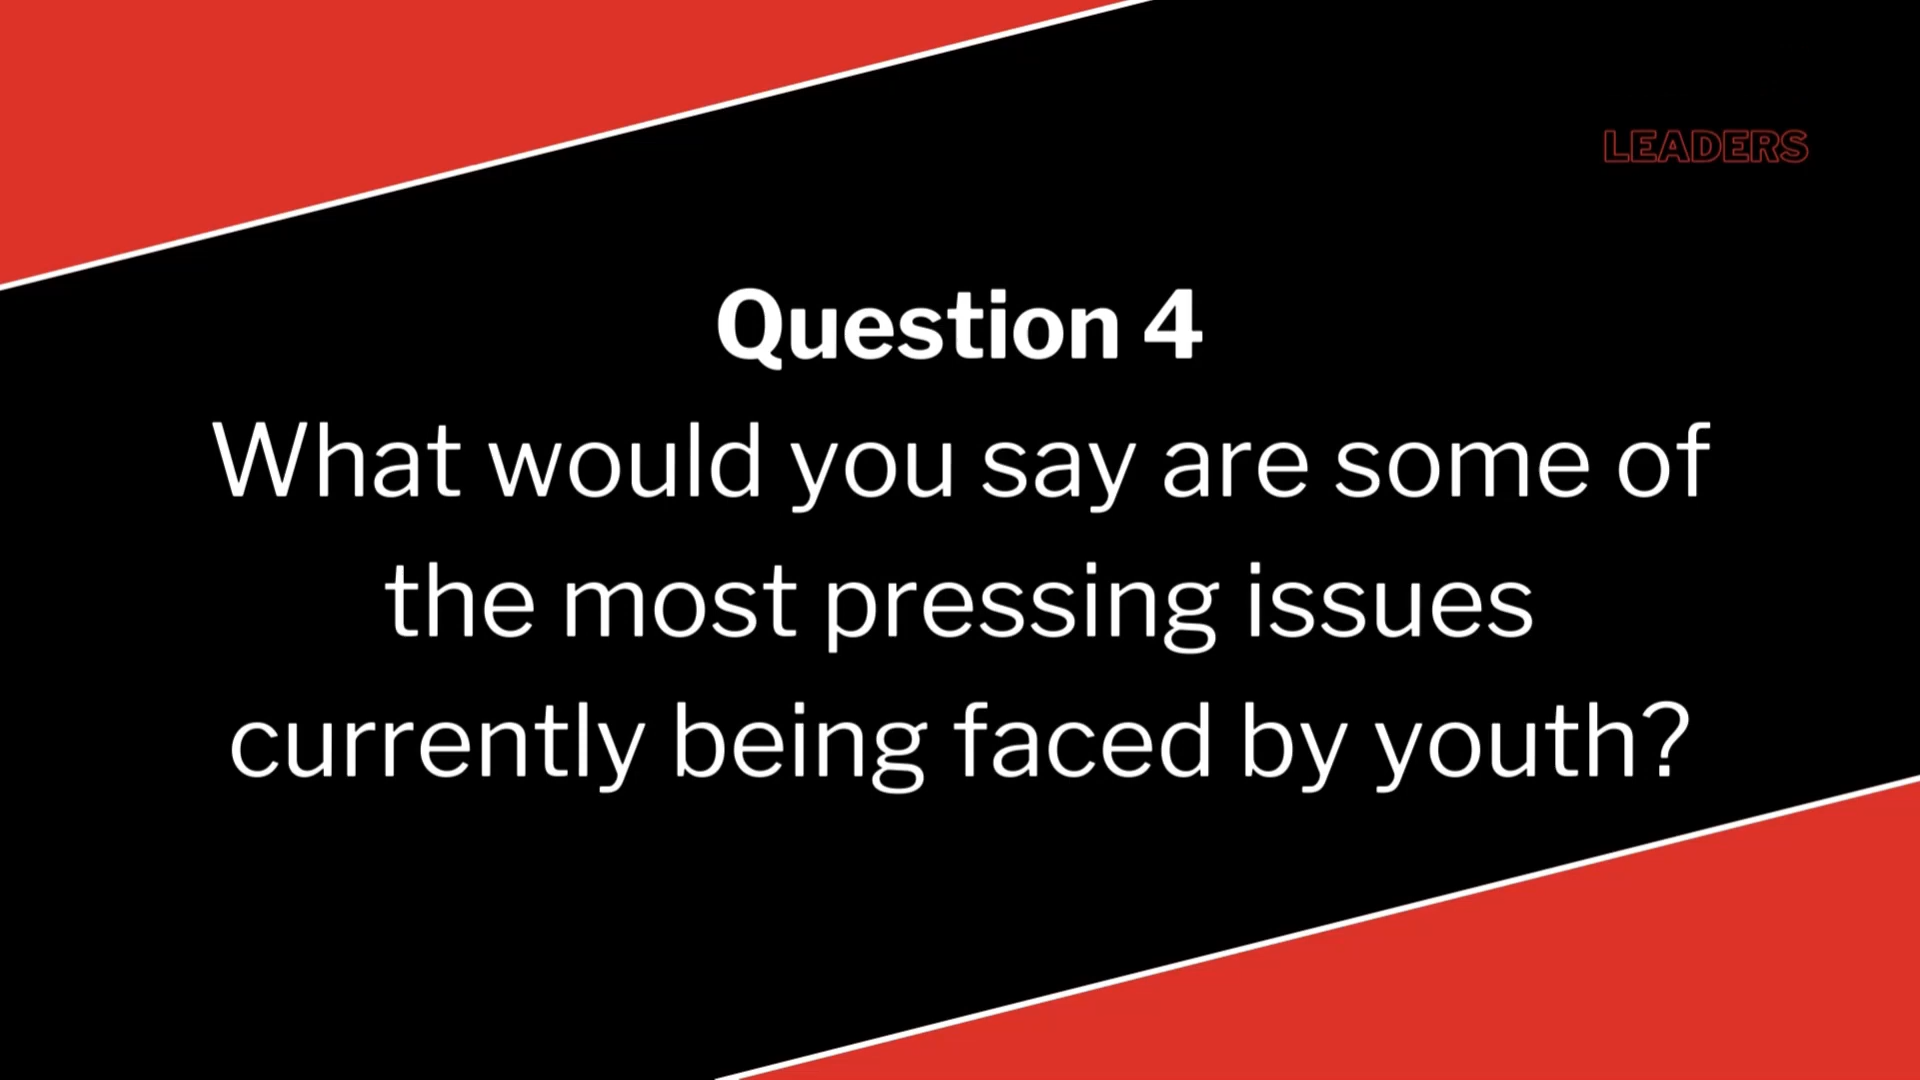 LEADERS
Question 4
What would you say are some of
the most pressing issues
currently being faced by youth?